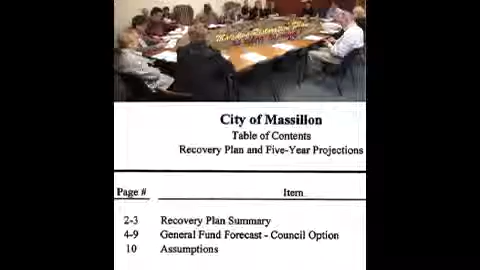 City of Massillon
Table of Contents
Recovery Plan and Five-Year Projections
Page #
Item
2-3 Recovery Plan Summary
4-9 General Fund Forecast - Council Option
10 Assumptions